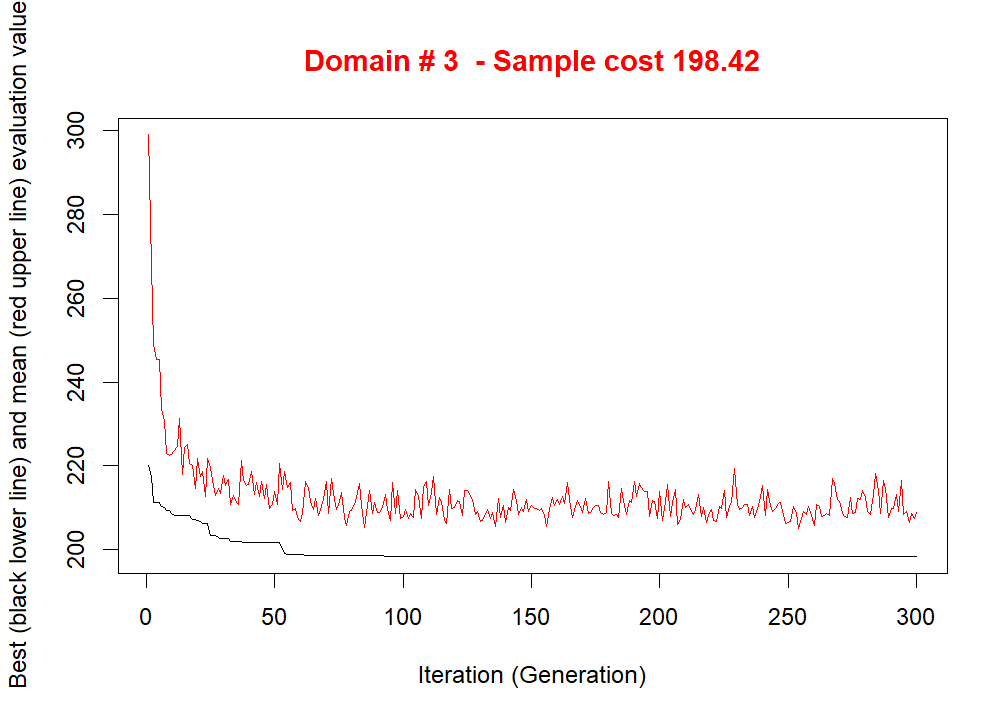 Domain # 3  - Sample cost 198.42
Best (black lower line) and mean (red upper line) evaluation value
300
280
260
240
220
200
0 50 100 150 200 250 300
Iteration (Generation)